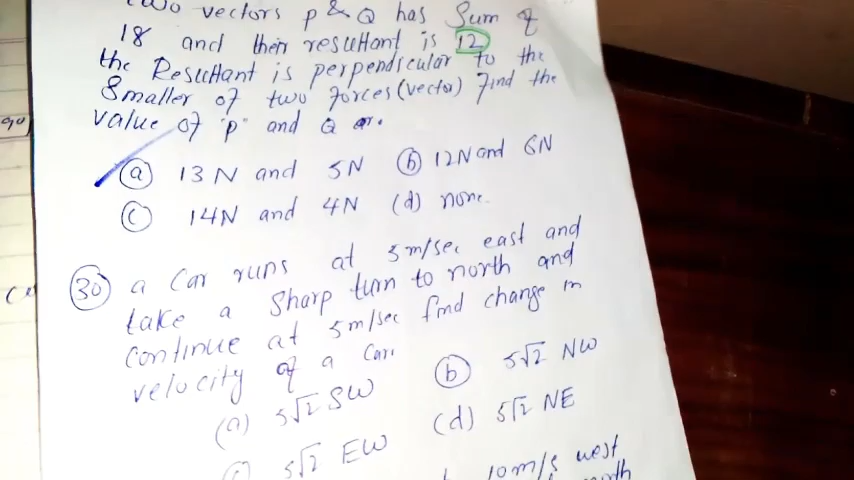 vectors P & Q has Sum of
18 and their resultant is 12
the Resultant is perpendicular to the
Smaller of two forces (vector) find the
value of "p" and Q are.
(a) 13 N and 5N (b) 12N and 6N
(c) 14N and 4N (d) none.
(30) a car runs at 5m/sec east and
take a sharp turn to north and
continue at 5m/sec find change in
velocity of a car.
(a) 5√2 SW (b) 5√2 NW
5√2 EW (d) 5√2 NE
10m/s west